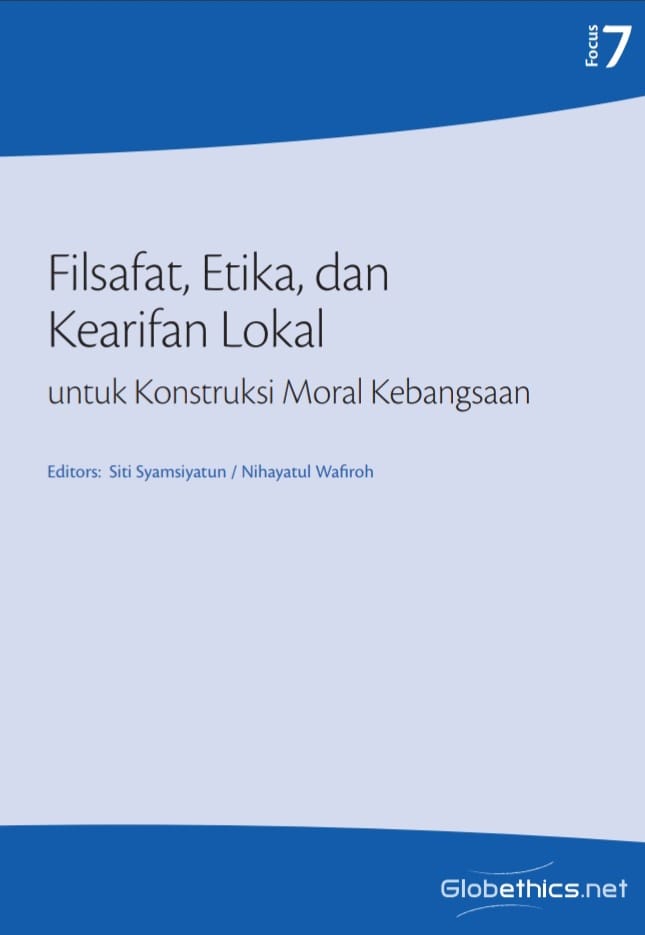 Focus 7
Filsafat, Etika, dan
Kearifan Lokal
untuk Konstruksi Moral Kebangsaan
Editors: Siti Syamsiyatun / Nihayatul Wafiroh
Globethics.net